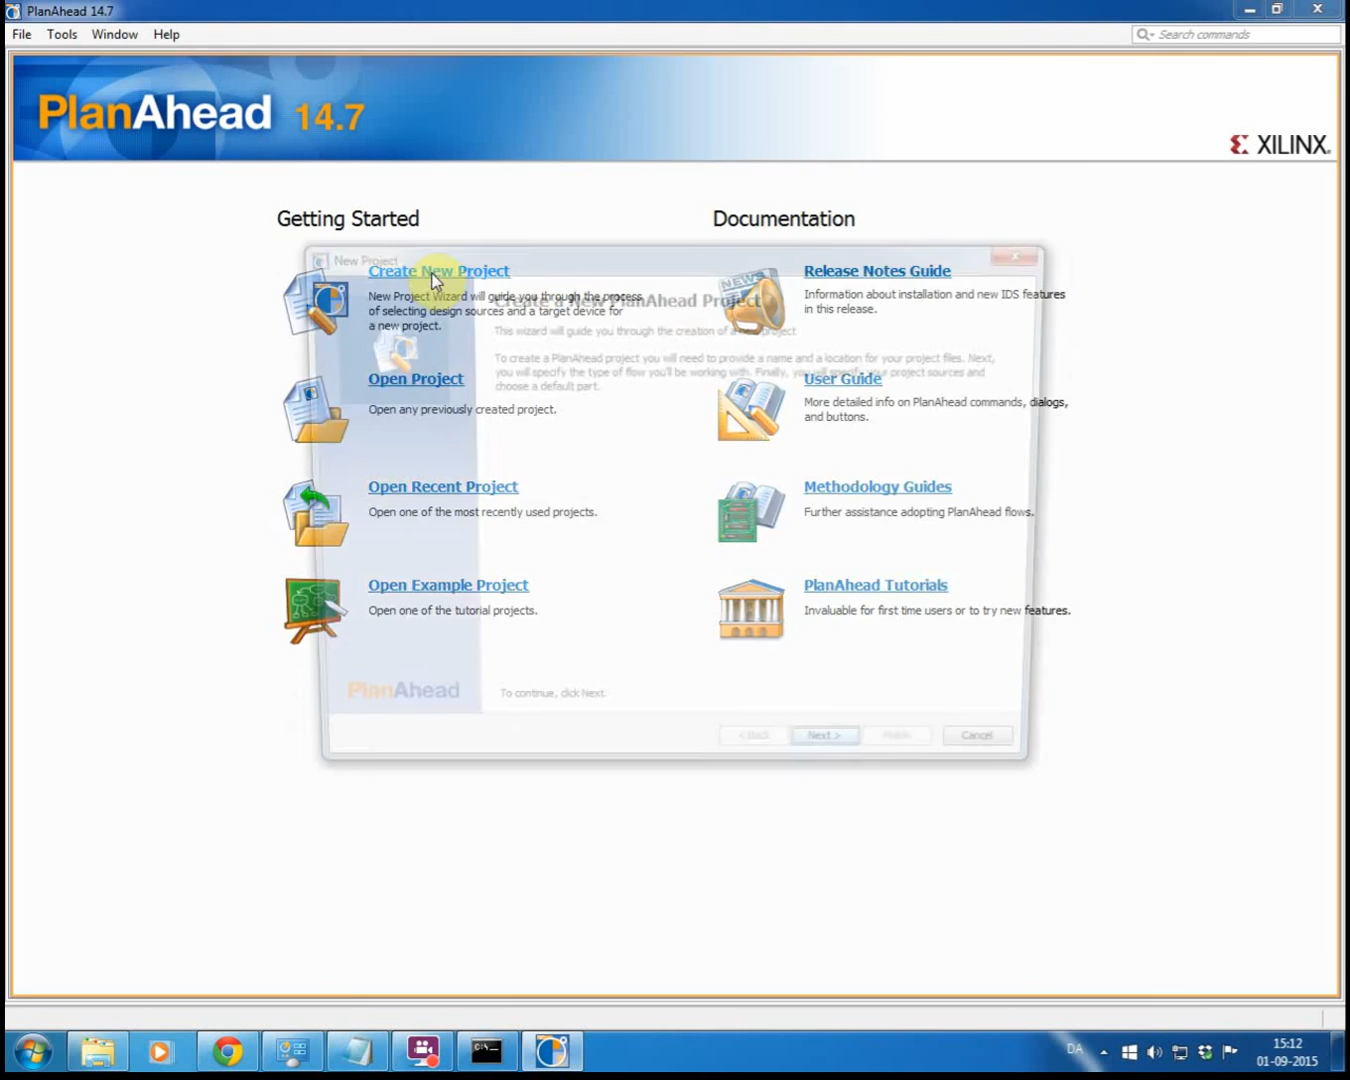 PlanAhead 14.7
File Tools Window Help
Search commands
PlanAhead 14.7
XILINX
Getting Started
Documentation
New Project
Create New Project
New Project Wizard will guide you through the process
of selecting design sources and a target device for
a new project.
Release Notes Guide
Information about installation and new IDS features
in this release.
Create a New PlanAhead Project
This wizard will guide you through the creation of a new project
To create a PlanAhead project you will need to provide a name and a location for your project files. Next,
you will specify the type of flow you'll be working with. Finally, you will specify your project sources and
choose a default part.
Open Project
Open any previously created project.
User Guide
More detailed info on PlanAhead commands, dialogs,
and buttons.
Open Recent Project
Open one of the most recently used projects.
Methodology Guides
Further assistance adopting PlanAhead flows.
Open Example Project
Open one of the tutorial projects.
PlanAhead Tutorials
Invaluable for first time users or to try new features.
PlanAhead
To continue, click Next.
< Back Next > Finish Cancel
NEWS
C:\
DA
15:12
01-09-2015